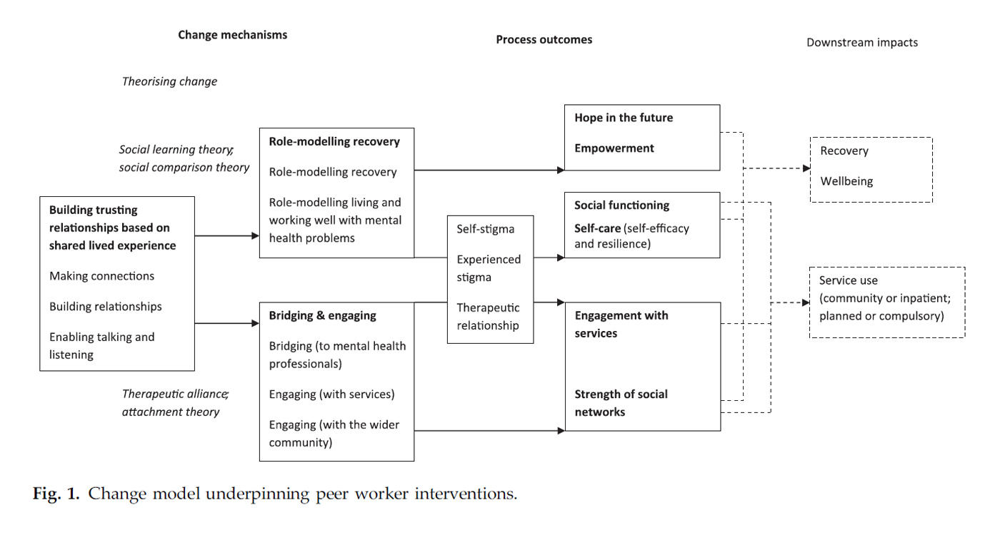 Change mechanisms
Process outcomes
Downstream impacts
Theorising change
Social learning theory;
social comparison theory
Building trusting
relationships based on
shared lived experience
Making connections
Building relationships
Enabling talking and
listening
Therapeutic alliance;
attachment theory
Role-modelling recovery
Role-modelling recovery
Role-modelling living and
working well with mental
health problems
Bridging & engaging
Bridging (to mental health
professionals)
Engaging (with services)
Engaging (with the wider
community)
Self-stigma
Experienced
stigma
Therapeutic
relationship
Hope in the future
Empowerment
Social functioning
Self-care (self-efficacy
and resilience)
Engagement with
services
Strength of social
networks
Recovery
Wellbeing
Service use
(community or inpatient;
planned or compulsory)
Fig. 1. Change model underpinning peer worker interventions.